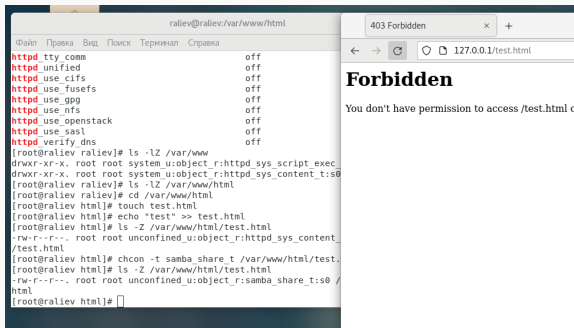 raliev@raliev:/var/www/html
Файл Правка Вид Поиск Терминал Справка
httpd_tty_comm off
httpd_unified off
httpd_use_cifs off
httpd_use_fusefs off
httpd_use_gpg off
httpd_use_nfs off
httpd_use_openstack off
httpd_use_sasl off
httpd_verify_dns off
[root@raliev raliev]# ls -lZ /var/www
drwxr-xr-x. root root system_u:object_r:httpd_sys_script_exec_
drwxr-xr-x. root root system_u:object_r:httpd_sys_content_t:s0
[root@raliev raliev]# ls -lZ /var/www/html
[root@raliev raliev]# cd /var/www/html
[root@raliev html]# touch test.html
[root@raliev html]# echo "test" >> test.html
[root@raliev html]# ls -Z /var/www/html/test.html
-rw-r--r--. root root unconfined_u:object_r:httpd_sys_content_
/test.html
[root@raliev html]# chcon -t samba_share_t /var/www/html/test.
[root@raliev html]# ls -Z /var/www/html/test.html
-rw-r--r--. root root unconfined_u:object_r:samba_share_t:s0 /
html
[root@raliev html]#
403 Forbidden
127.0.0.1/test.html
Forbidden
You don't have permission to access /test.html o